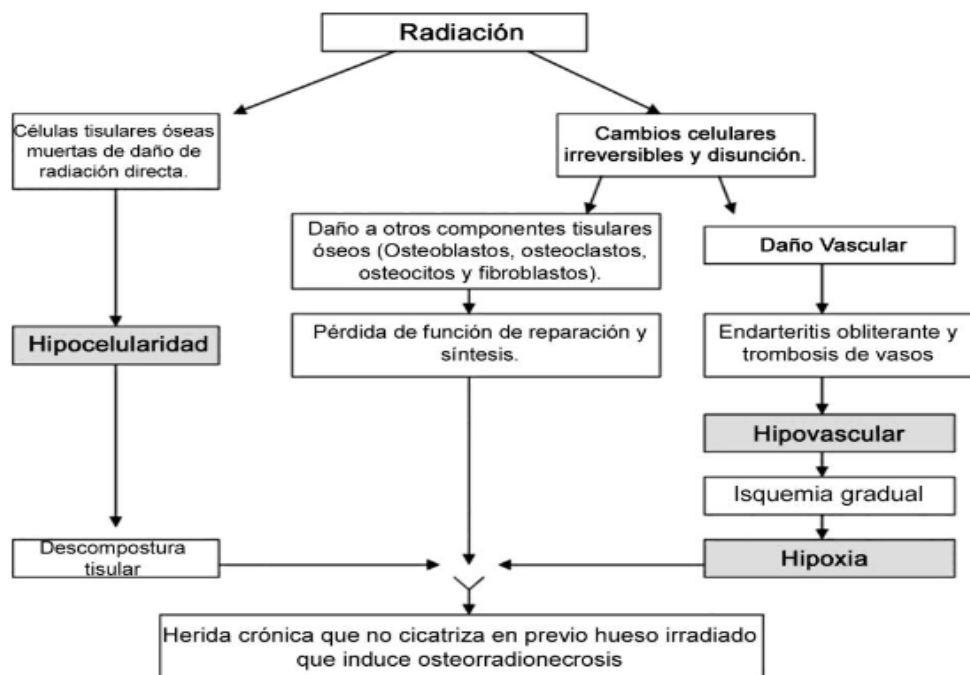 Radiación
Células tisulares óseas
muertas de daño de
radiación directa.
Cambios celulares
irreversibles y disunción.
Daño a otros componentes tisulares
óseos (Osteoblastos, osteoclastos,
osteocitos y fibroblastos).
Daño Vascular
Hipocelularidad
Pérdida de función de reparación y
síntesis.
Endarteritis obliterante y
trombosis de vasos
Hipovascular
Isquemia gradual
Descompostura
tisular
Hipoxia
Herida crónica que no cicatriza en previo hueso irradiado
que induce osteorradionecrosis